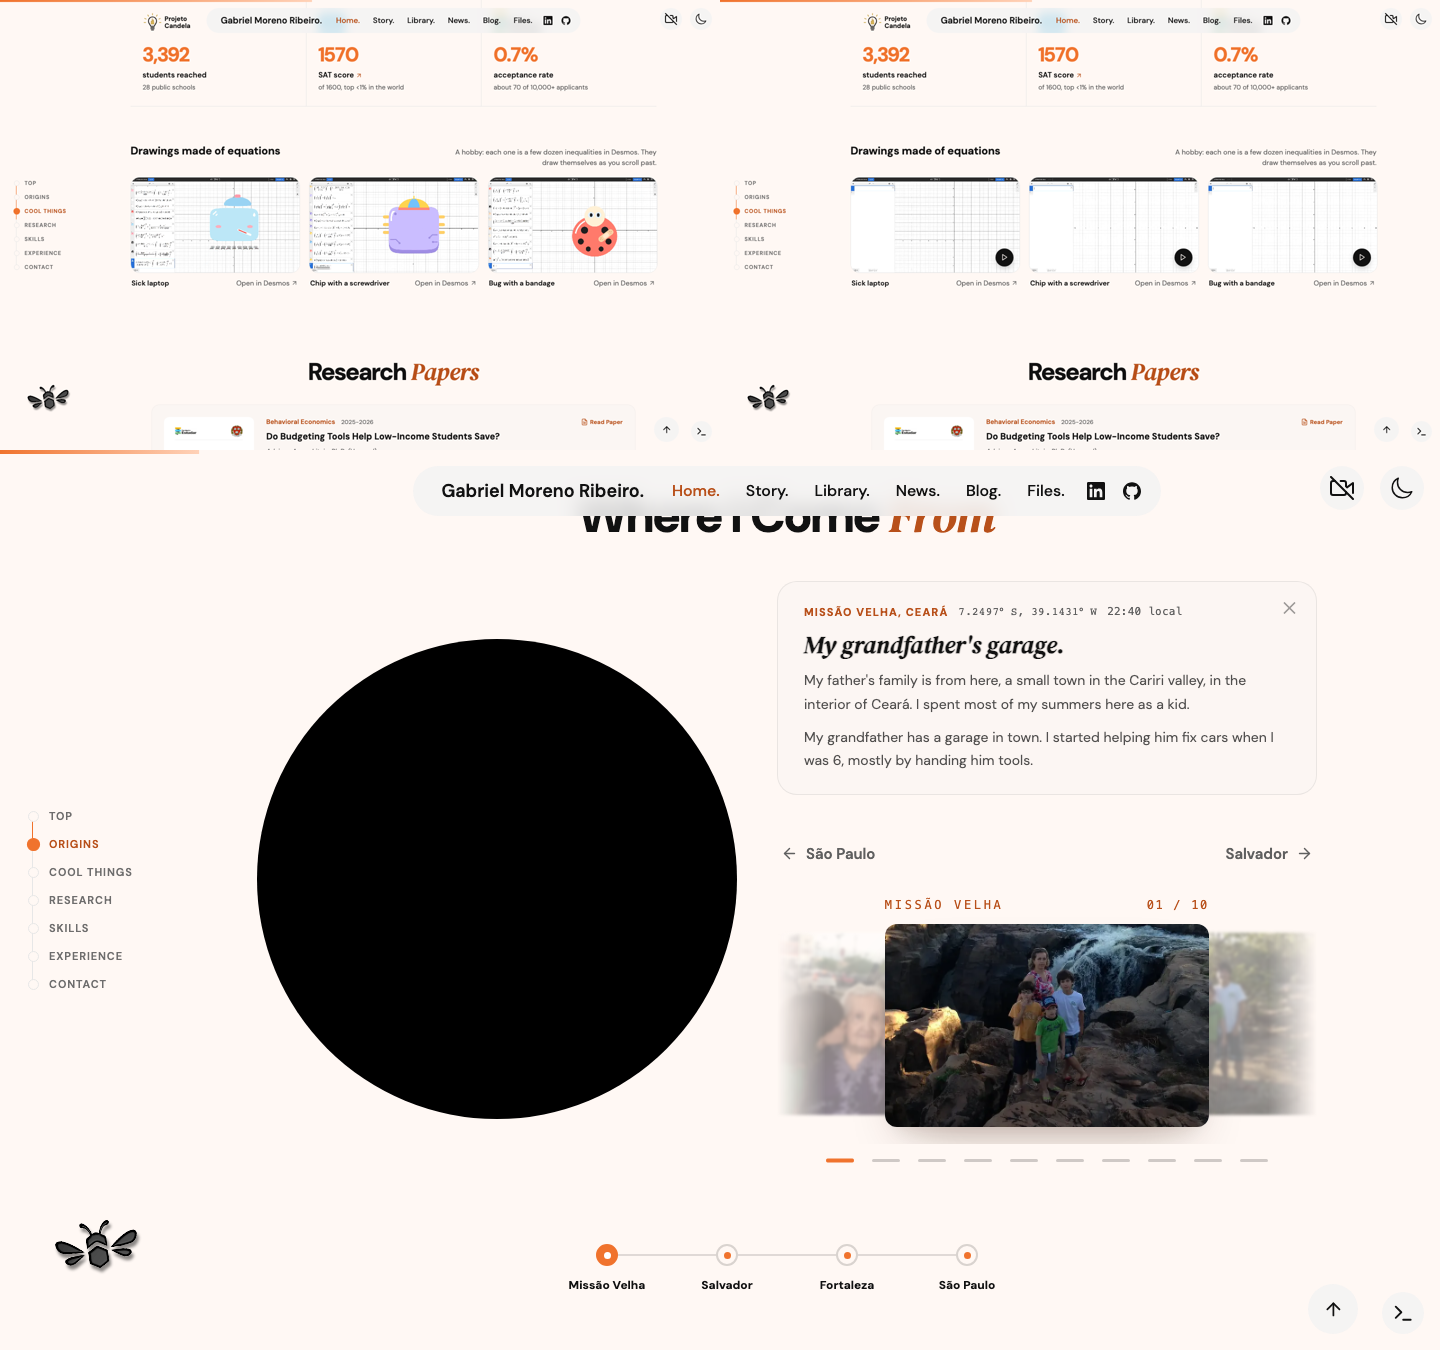 Projeto Candela
Gabriel Moreno Ribeiro. Home. Story. Library. News. Blog. Files.
3,392
students reached
28 public schools
1570
SAT score ↗
of 1600, top <1% in the world
0.7%
acceptance rate
about 70 of 10,000+ applicants
Drawings made of equations
A hobby: each one is a few dozen inequalities in Desmos. They
draw themselves as you scroll past.
TOP
ORIGINS
COOL THINGS
RESEARCH
SKILLS
EXPERIENCE
CONTACT
Sick laptop Open in Desmos ↗
Chip with a screwdriver Open in Desmos ↗
Bug with a bandage Open in Desmos ↗
Research Papers
Behavioral Economics 2025-2026 Read Paper
Do Budgeting Tools Help Low-Income Students Save?
Projeto Candela
Gabriel Moreno Ribeiro. Home. Story. Library. News. Blog. Files.
3,392
students reached
28 public schools
1570
SAT score ↗
of 1600, top <1% in the world
0.7%
acceptance rate
about 70 of 10,000+ applicants
Drawings made of equations
A hobby: each one is a few dozen inequalities in Desmos. They
draw themselves as you scroll past.
TOP
ORIGINS
COOL THINGS
RESEARCH
SKILLS
EXPERIENCE
CONTACT
Sick laptop Open in Desmos ↗
Chip with a screwdriver Open in Desmos ↗
Bug with a bandage Open in Desmos ↗
Research Papers
Behavioral Economics 2025-2026 Read Paper
Do Budgeting Tools Help Low-Income Students Save?
Gabriel Moreno Ribeiro. Home. Story. Library. News. Blog. Files.
Where I Come From
MISSÃO VELHA, CEARÁ 7.2497° S, 39.1431° W 22:40 local
My grandfather's garage.
My father's family is from here, a small town in the Cariri valley, in the
interior of Ceará. I spent most of my summers here as a kid.
My grandfather has a garage in town. I started helping him fix cars when I
was 6, mostly by handing him tools.
TOP
ORIGINS
COOL THINGS
RESEARCH
SKILLS
EXPERIENCE
CONTACT
← São Paulo Salvador →
MISSÃO VELHA 01 / 10
Missão Velha Salvador Fortaleza São Paulo